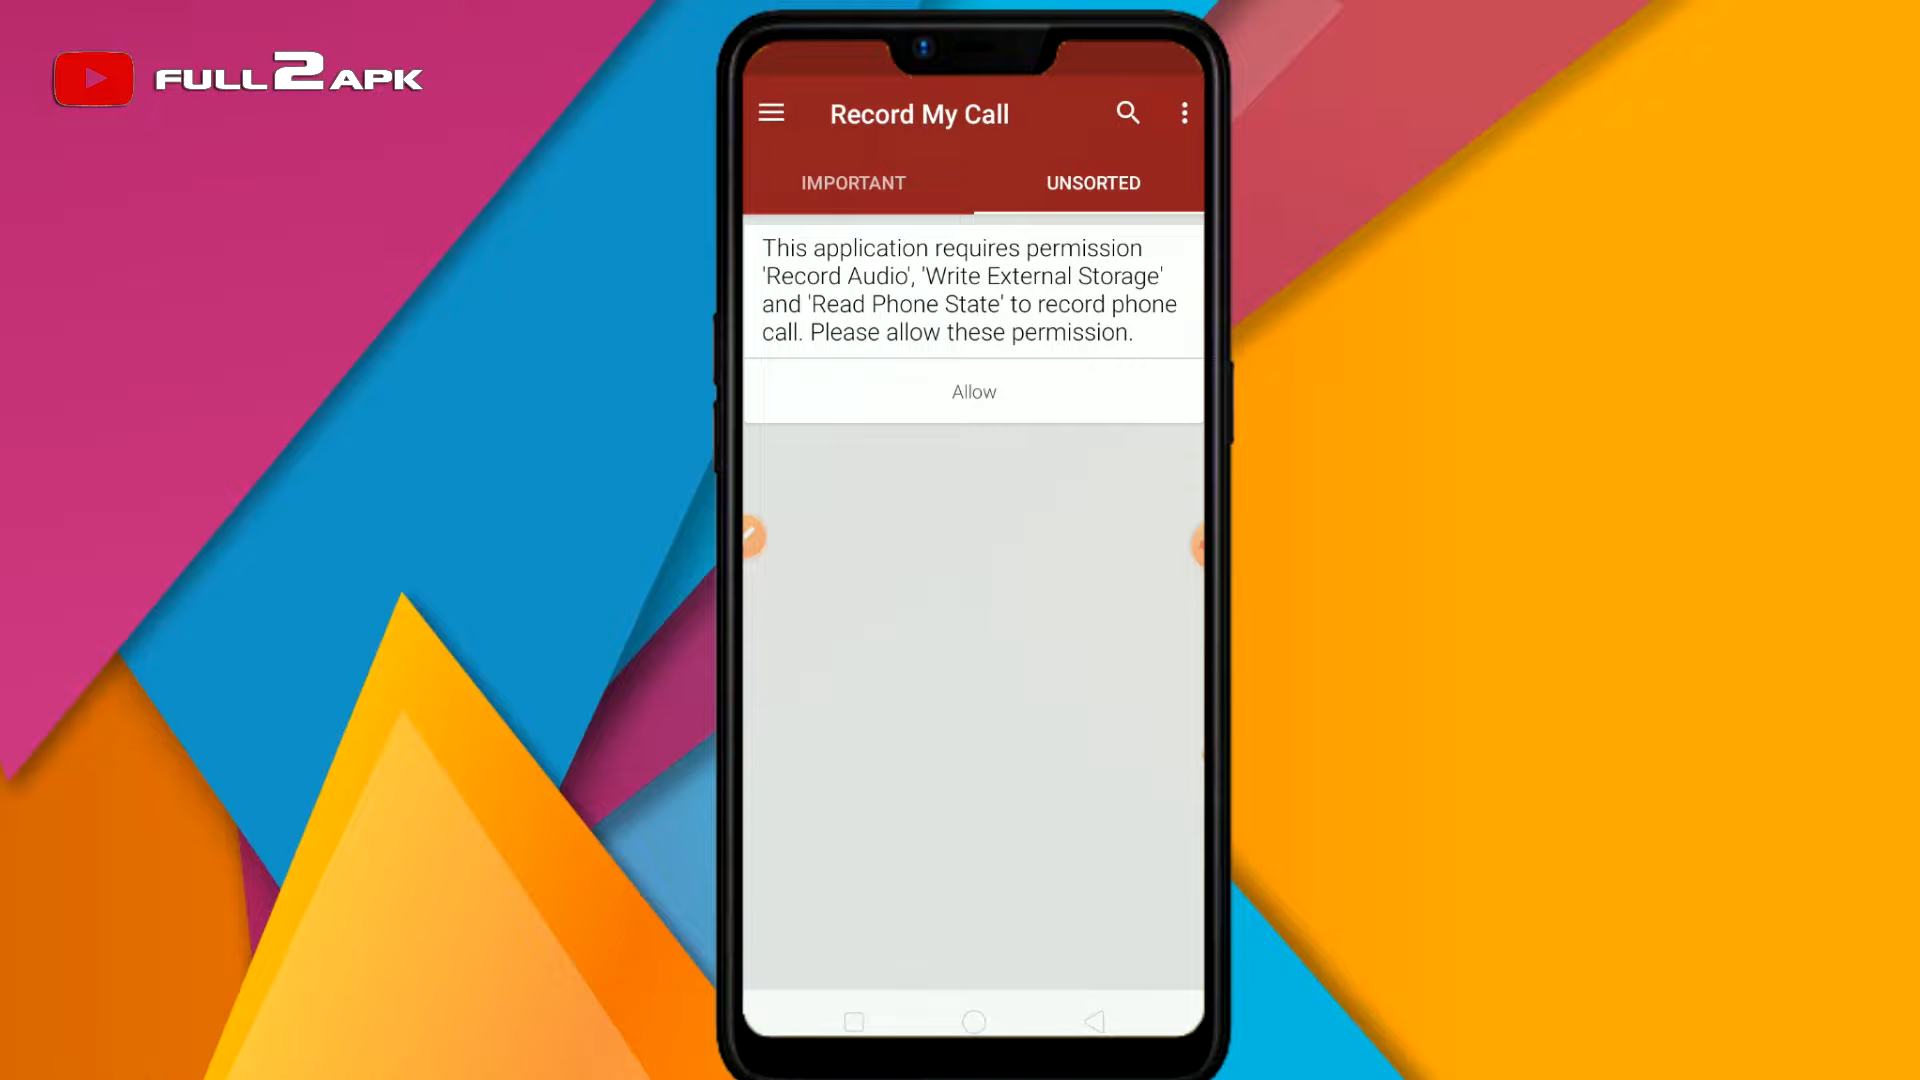 FULL2APK
Record My Call
IMPORTANT
UNSORTED
This application requires permission
'Record Audio', 'Write External Storage'
and 'Read Phone State' to record phone
call. Please allow these permission.
Allow